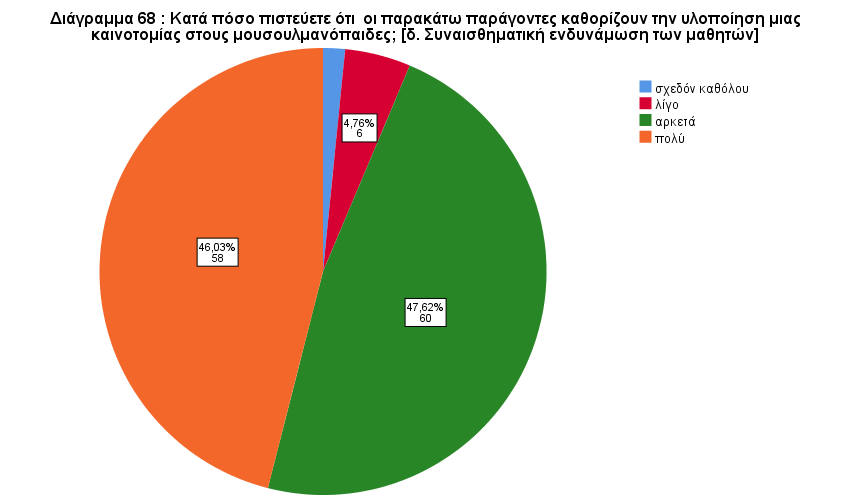 Διάγραμμα 68 : Κατά πόσο πιστεύετε ότι  οι παρακάτω παράγοντες καθορίζουν την υλοποίηση μιας
καινοτομίας στους μουσουλμανόπαιδες; [δ. Συναισθηματική ενδυνάμωση των μαθητών]
σχεδόν καθόλου
λίγο
αρκετά
πολύ
4,76%
6
46,03%
58
47,62%
60